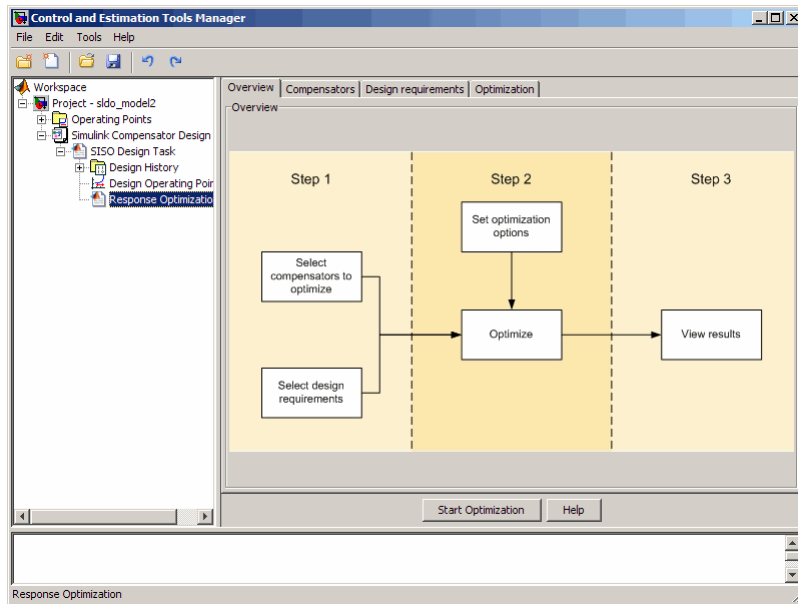 Control and Estimation Tools Manager
File Edit Tools Help
Workspace
Project - sldo_model2
Operating Points
Simulink Compensator Design
SISO Design Task
Design History
Design Operating Poir
Response Optimizatio
Overview Compensators Design requirements Optimization
Overview
Step 1
Step 2
Step 3
Select
compensators to
optimize
Select design
requirements
Set optimization
options
Optimize
View results
Start Optimization Help
Response Optimization